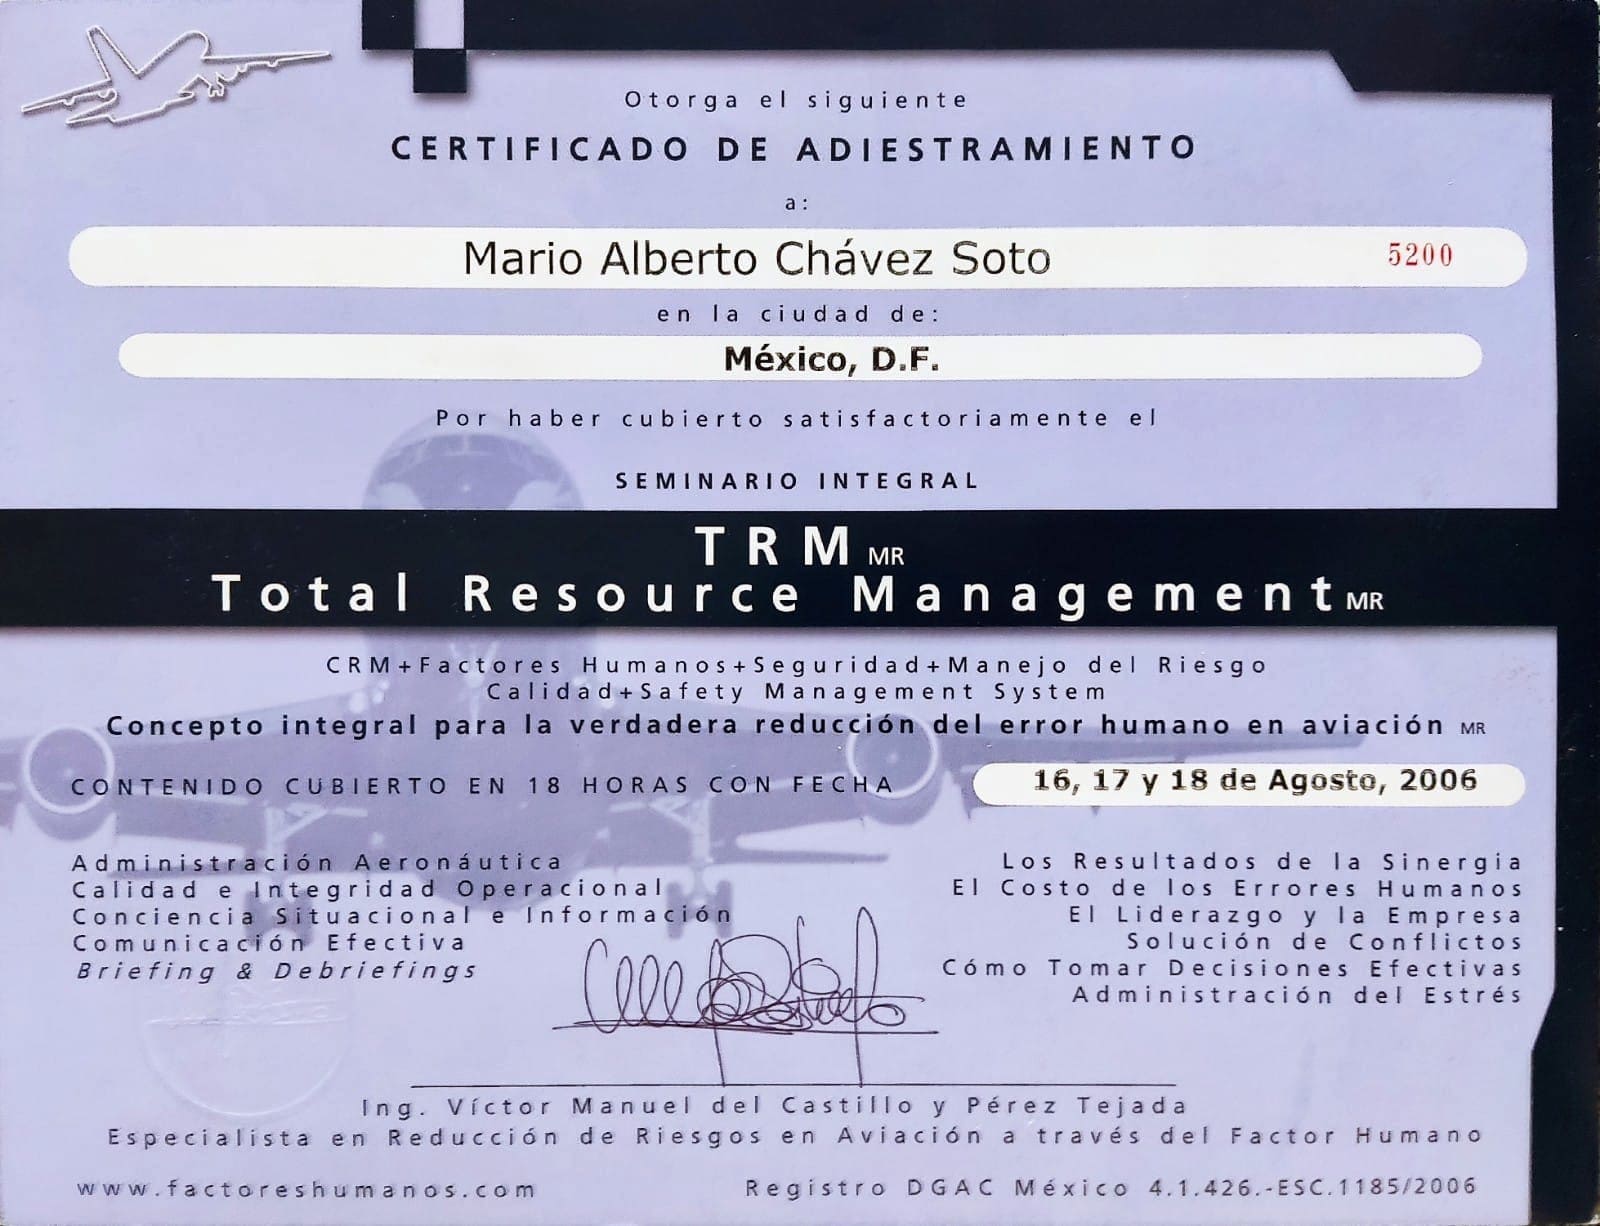 Otorga el siguiente
CERTIFICADO DE ADIESTRAMIENTO
a:
Mario Alberto Chávez Soto 5200
en la ciudad de:
México, D.F.
Por haber cubierto satisfactoriamente el
SEMINARIO INTEGRAL
TRM MR
Total Resource Management MR
CRM+Factores Humanos+Seguridad+Manejo del Riesgo
Calidad+Safety Management System
Concepto integral para la verdadera reducción del error humano en aviación MR
CONTENIDO CUBIERTO EN 18 HORAS CON FECHA 16, 17 y 18 de Agosto, 2006
Administración Aeronáutica
Calidad e Integridad Operacional
Conciencia Situacional e Información
Comunicación Efectiva
Briefing & Debriefings
Los Resultados de la Sinergia
El Costo de los Errores Humanos
El Liderazgo y la Empresa
Solución de Conflictos
Cómo Tomar Decisiones Efectivas
Administración del Estrés
Ing. Víctor Manuel del Castillo y Pérez Tejada
Especialista en Reducción de Riesgos en Aviación a través del Factor Humano
www.factoreshumanos.com Registro DGAC México 4.1.426.-ESC.1185/2006